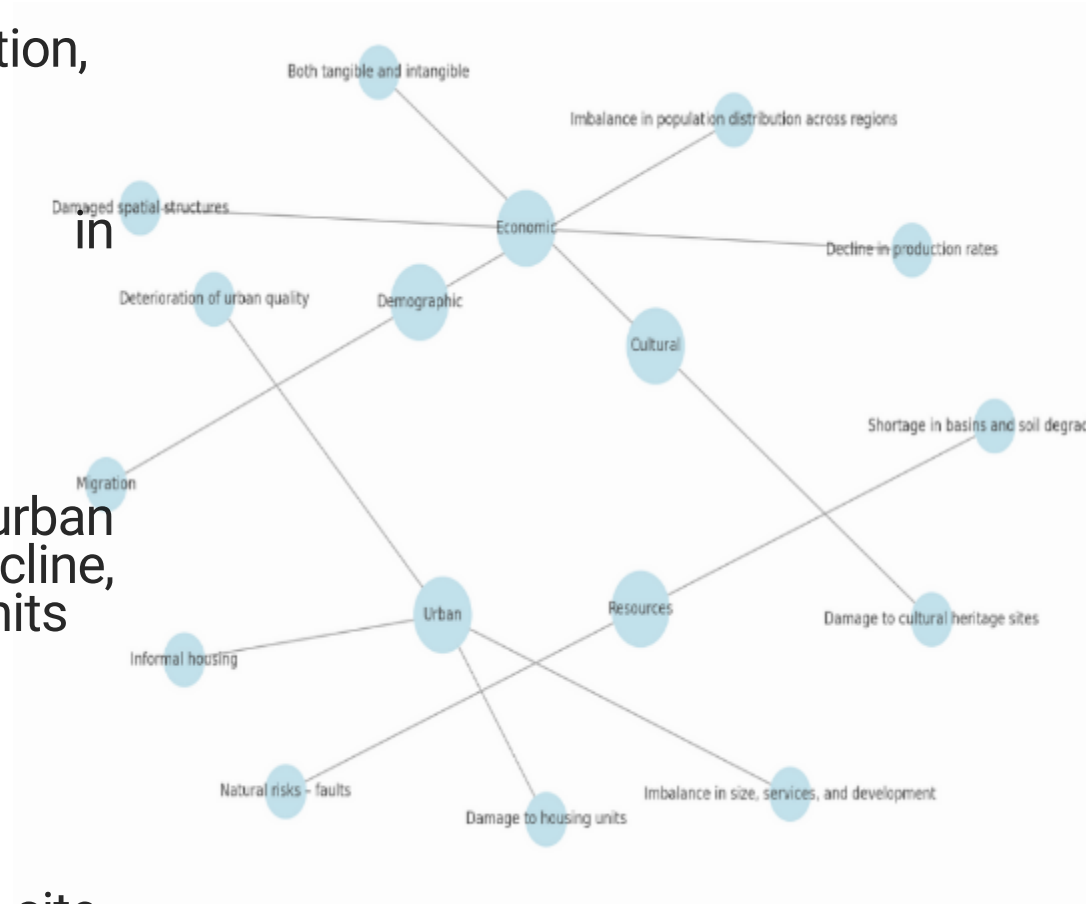 tion,
Both tangible and intangible
Imbalance in population distribution across regions
Damaged spatial structures
in
Economic
Decline in production rates
Deterioration of urban quality
Demographic
Cultural
Shortage in basins and soil
Migration
urban
cline,
Urban
Resources
Damage to cultural heritage sites
Informal housing
Natural risks – faults
Damage to housing units
Imbalance in size, services, and development